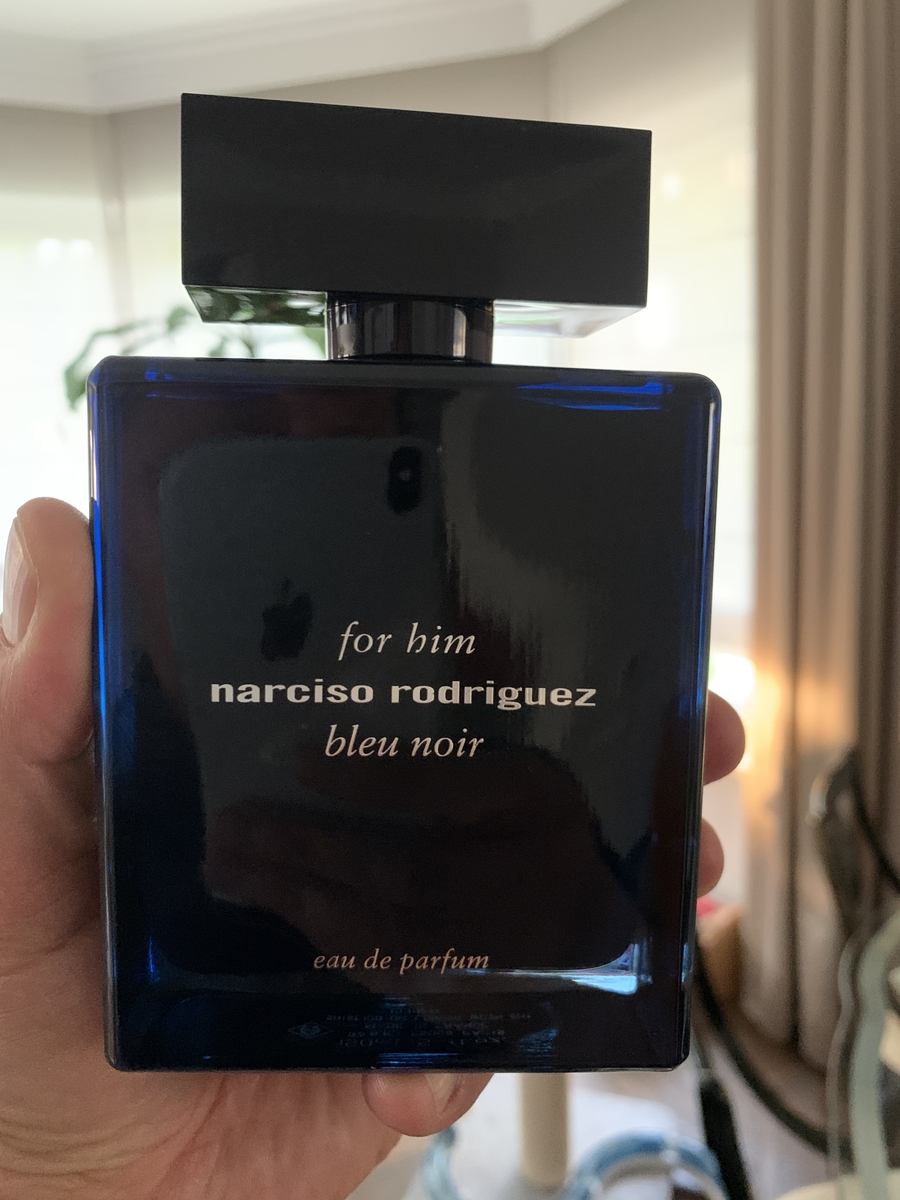 for him
narciso rodriguez
bleu noir
eau de parfum